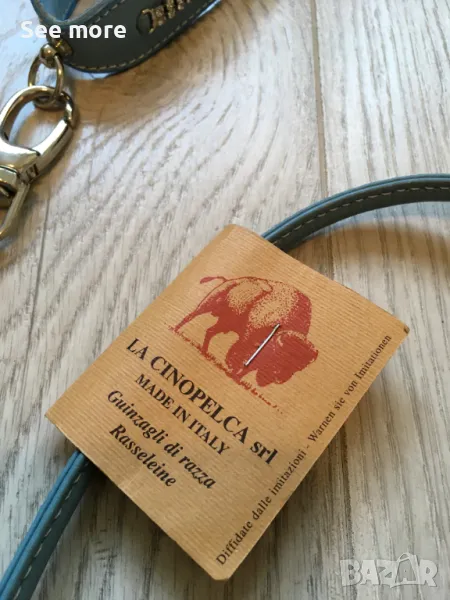 See more
LA CINOPELCA srl
MADE IN ITALY
Guinzagli di razza
Rasseleine
Diffidate dalle imitazioni - Warnen sie von Imitationen
BAZAR